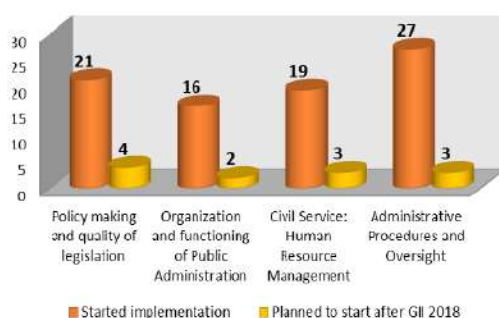 30
25
20
15
10
5
0
21
4
16
2
19
3
27
3
Policy making
and quality of
legislation
Organization
and functioning
of Public
Administration
Civil Service:
Human
Resource
Management
Administrative
Procedures and
Oversight
Started implementation
Planned to start after GII 2018